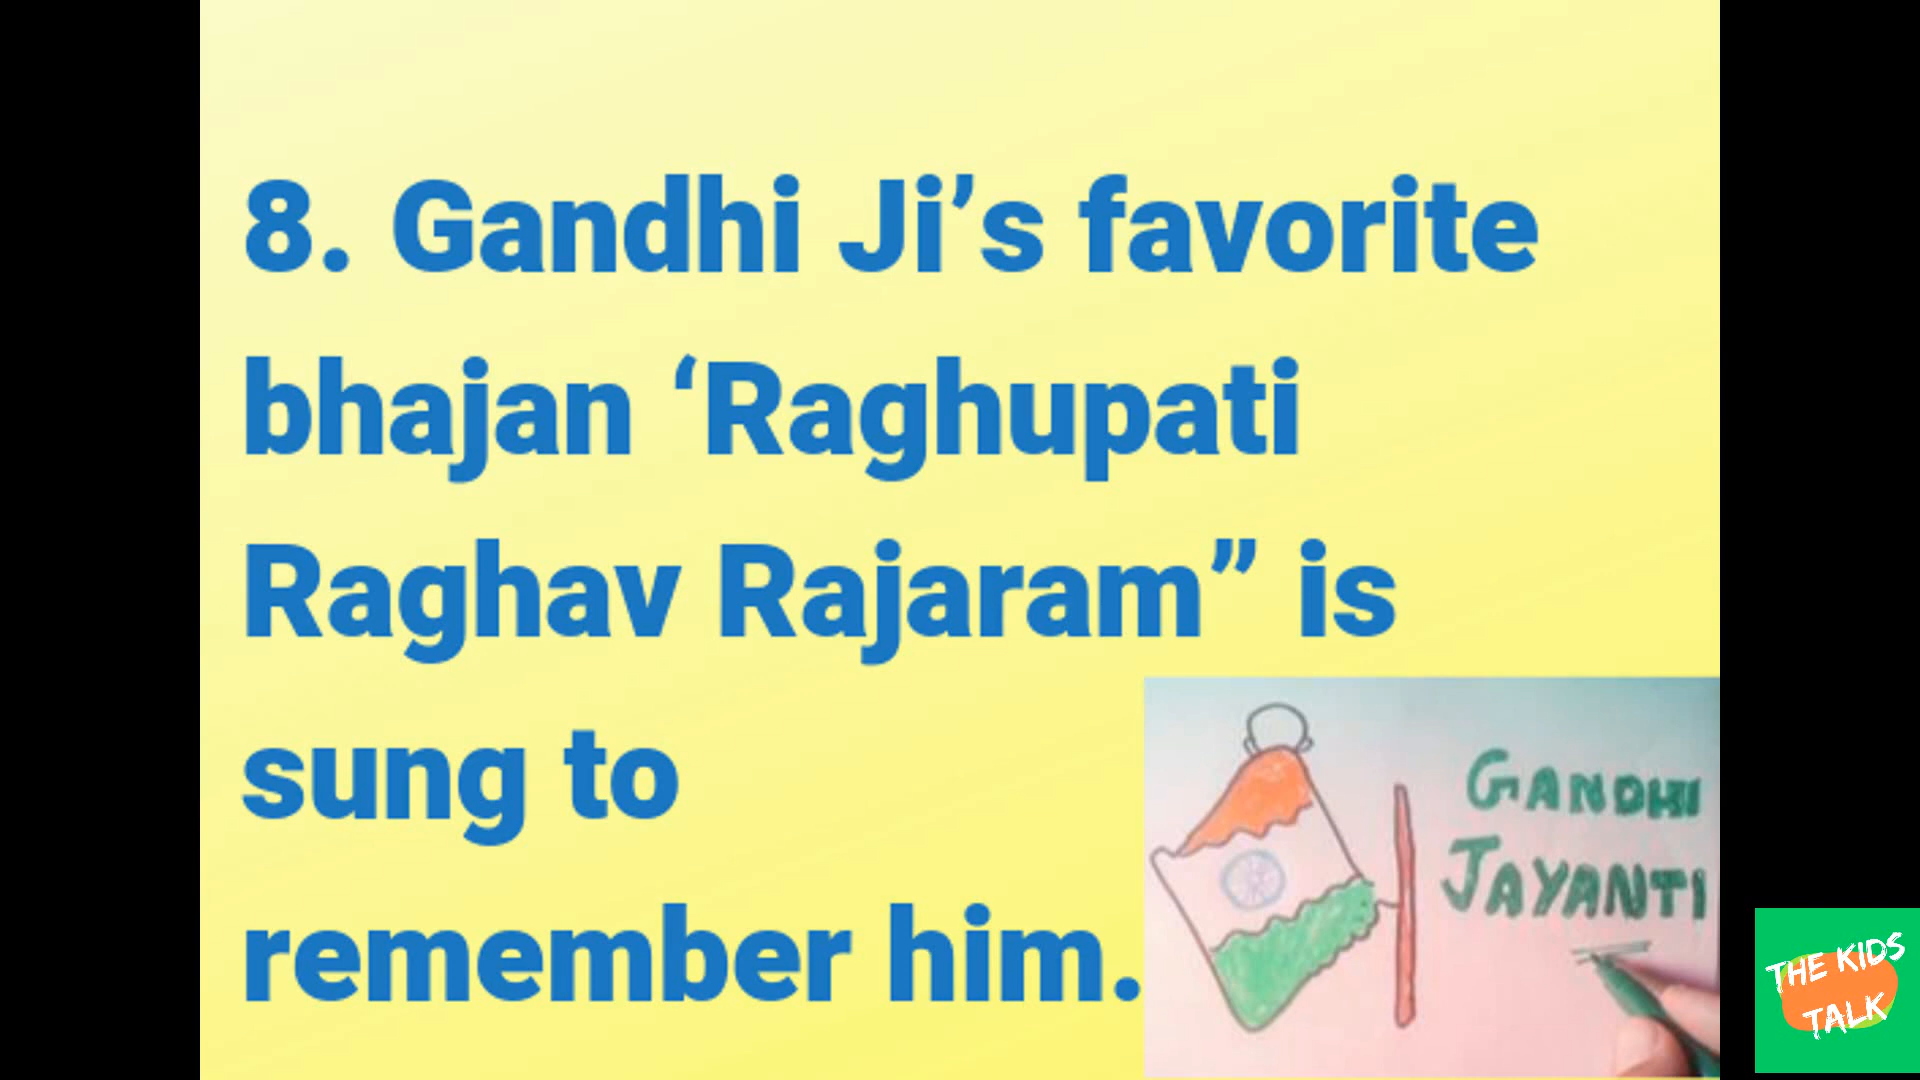 8. Gandhi Ji’s favorite
bhajan ‘Raghupati
Raghav Rajaram” is
sung to
remember him.
GANDHI
JAYANTI
THE KIDS
TALK